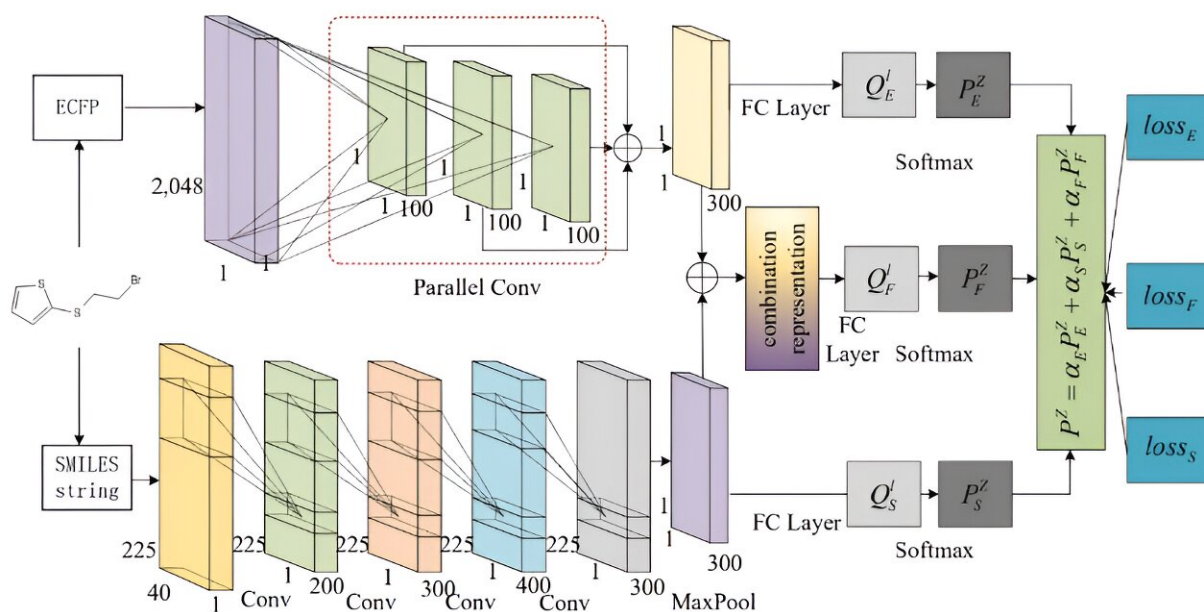 ECFP
2,048
1
1
1
1
100
1
1
100
1
1
100
Parallel Conv
1
1
300
FC Layer
Q_E^l
P_E^Z
Softmax
loss_E
S
S
Br
combination
representation
FC
Layer
Q_F^l
P_F^Z
Softmax
P^Z = α_E P_E^Z + α_S P_S^Z + α_F P_F^Z
loss_F
SMILES
string
225
40
1
Conv
225
1
200
Conv
225
1
300
Conv
225
1
400
Conv
225
1
300
MaxPool
1
1
300
FC Layer
Q_S^l
P_S^Z
Softmax
loss_S